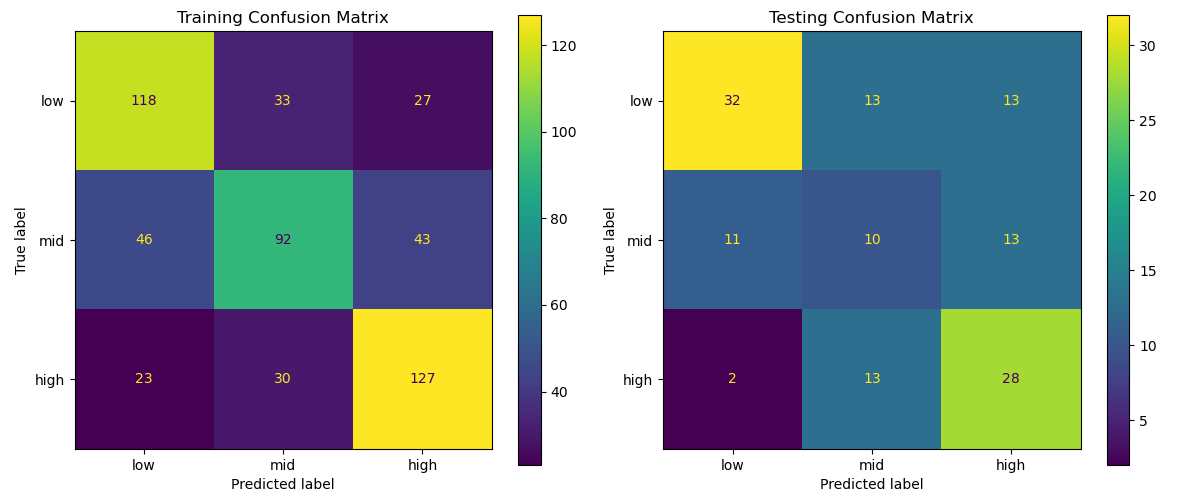 Training Confusion Matrix
low 118 33 27
mid 46 92 43
high 23 30 127
low mid high
Predicted label
True label
120
100
80
60
40
Testing Confusion Matrix
low 32 13 13
mid 11 10 13
high 2 13 28
low mid high
Predicted label
True label
30
25
20
15
10
5